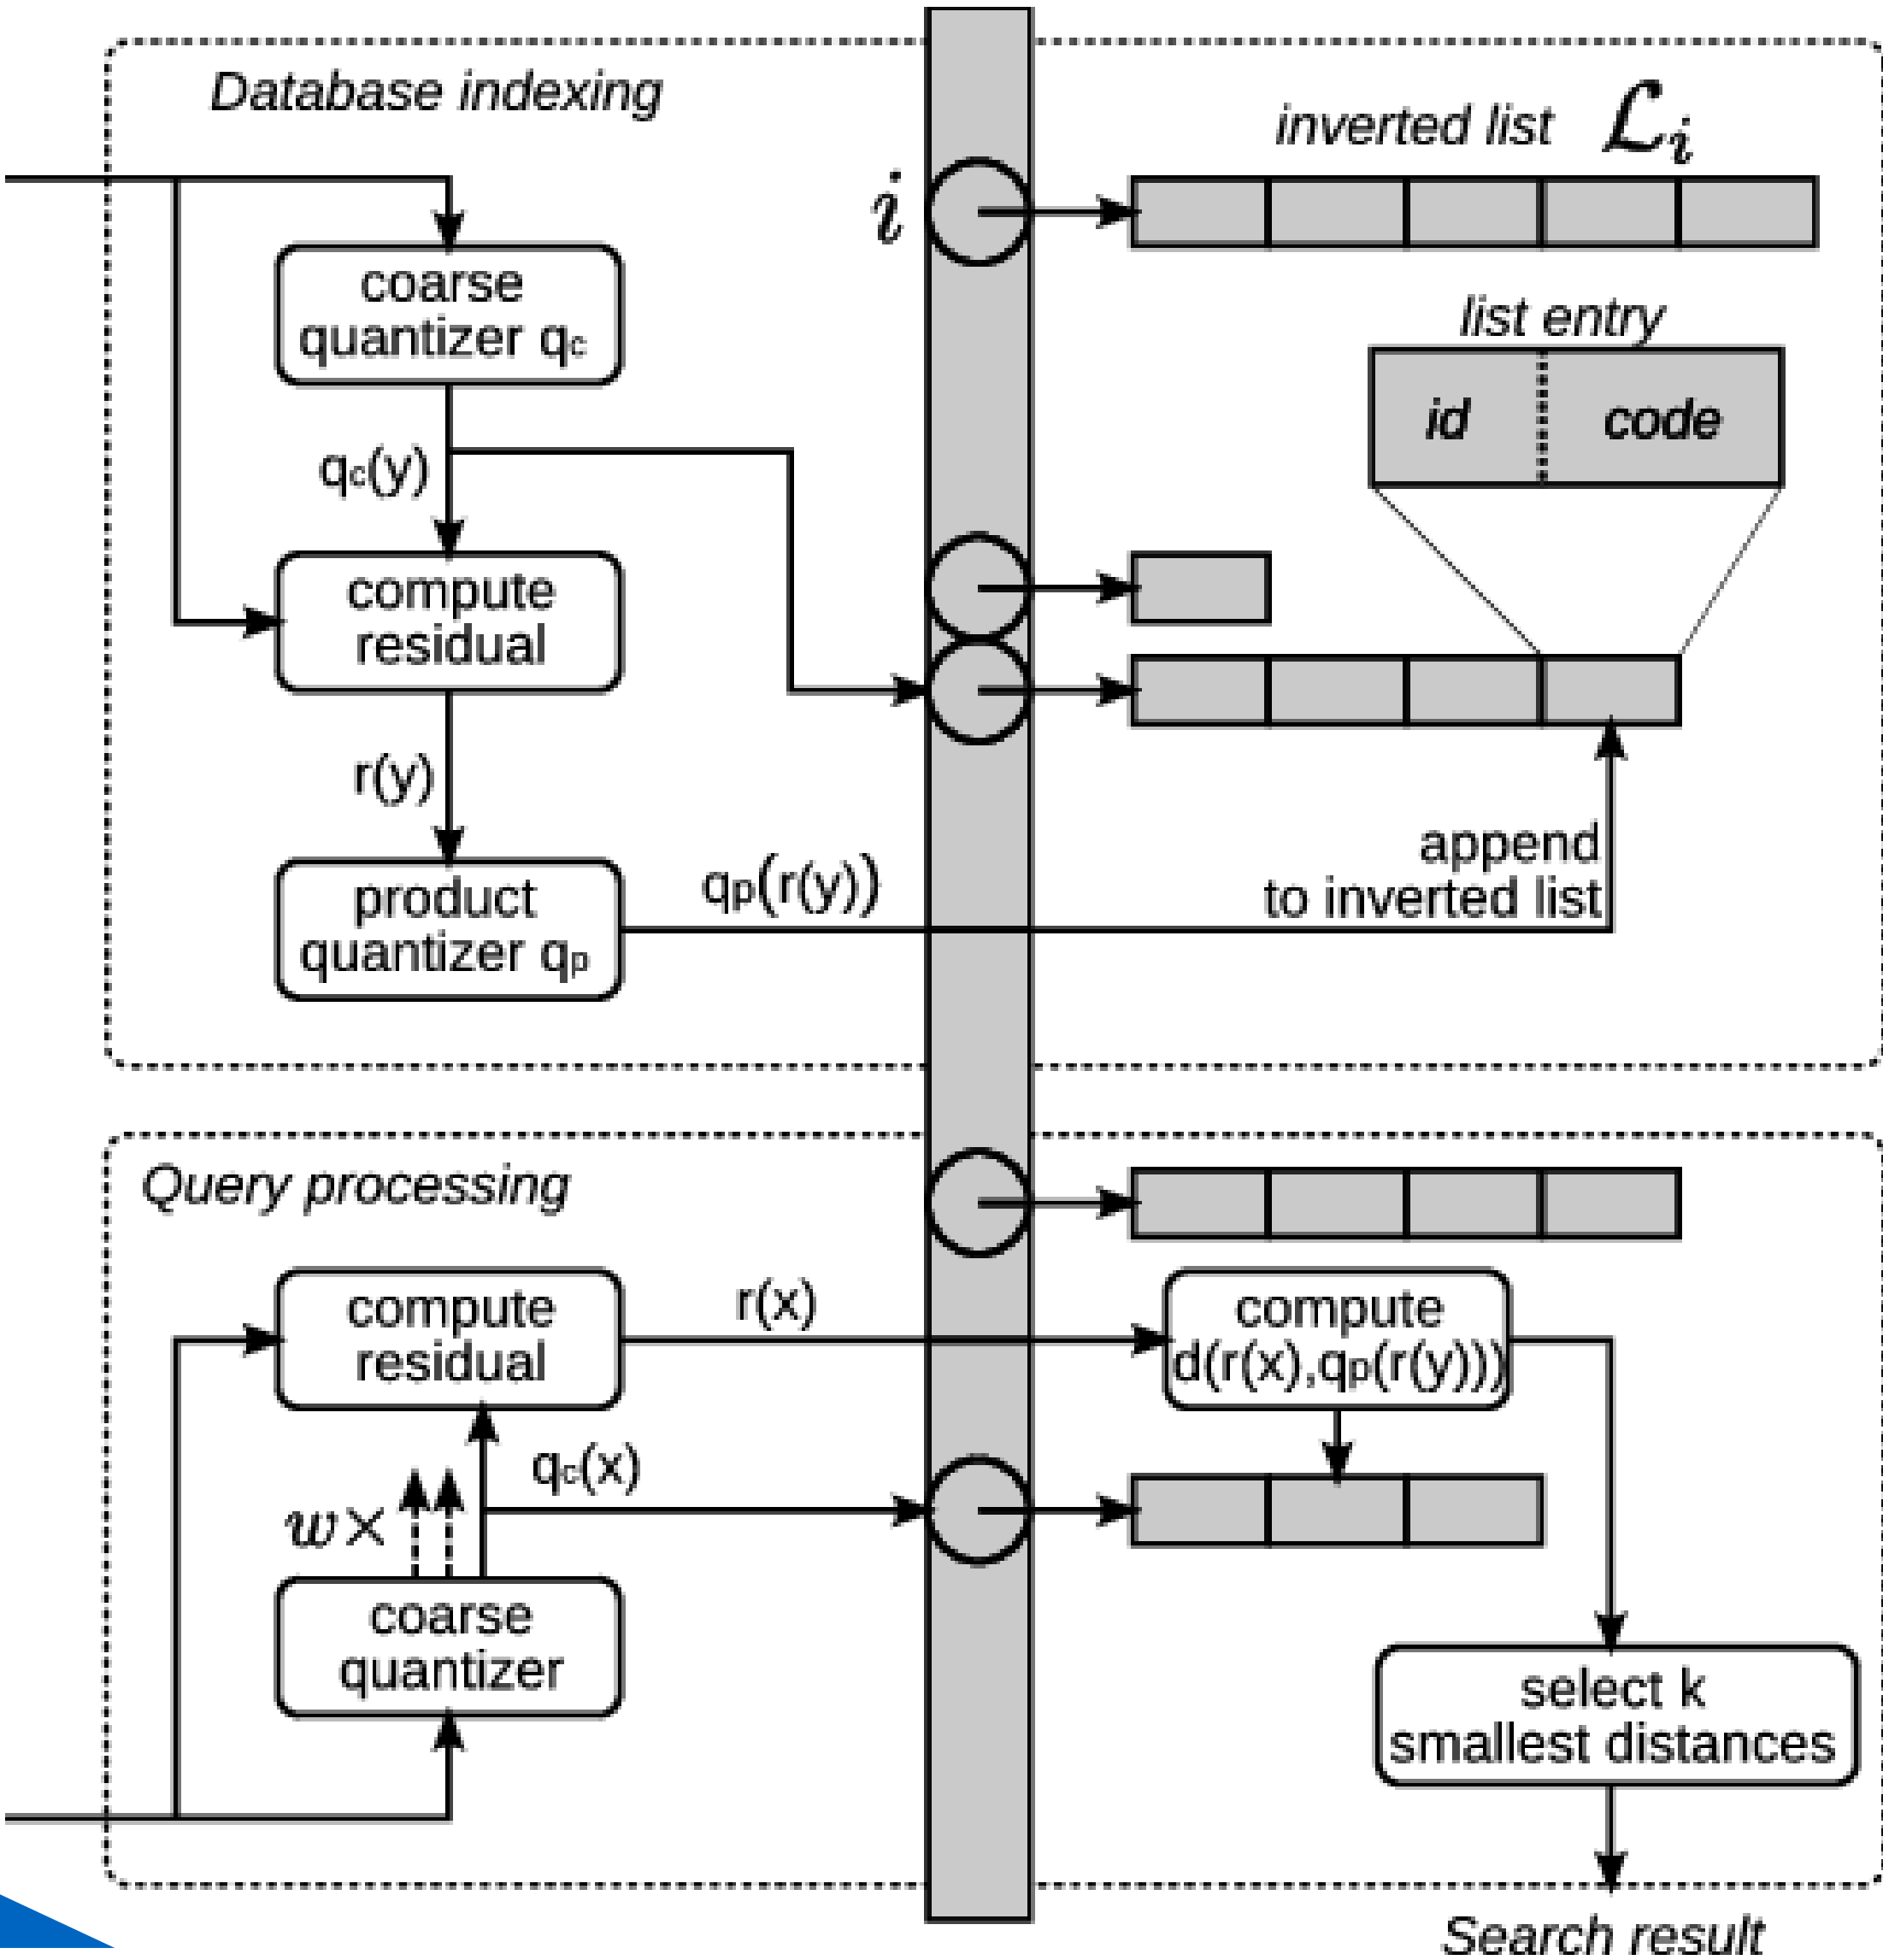 Database indexing
inverted list ℒᵢ
i
coarse
quantizer qc
list entry
id code
qc(y)
compute
residual
r(y)
append
to inverted list
product
quantizer qp
qp(r(y))
Query processing
compute
residual
r(x)
compute
d(r(x),qp(r(y)))
qc(x)
w×
coarse
quantizer
select k
smallest distances
Search result